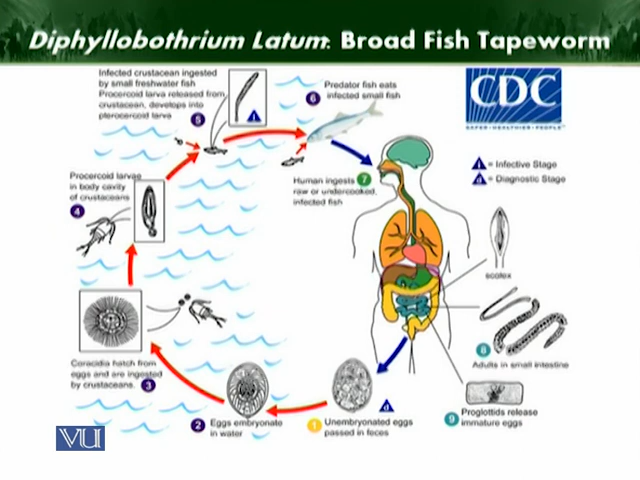 Diphyllobothrium Latum: Broad Fish Tapeworm
Infected crustacean ingested
by small freshwater fish
Procercoid larva released from
crustacean, develops into
plerocercoid larva
5
i
6
Predator fish eats
infected small fish
CDC
SAFER·HEALTHIER·PEOPLE™
i = Infective Stage
d = Diagnostic Stage
Procercoid larvae
in body cavity
of crustaceans
4
Human ingests 7
raw or undercooked,
infected fish
scolex
8
Adults in small intestine
Coracidia hatch from
eggs and are ingested
by crustaceans. 3
d
2 Eggs embryonate
in water
1 Unembryonated eggs
passed in feces
9 Proglottids release
immature eggs
VU